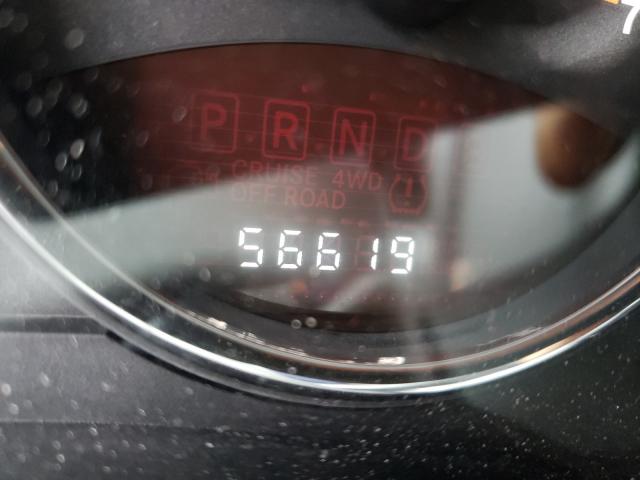 P R N D
CRUISE 4WD (!)
OFF ROAD
56619